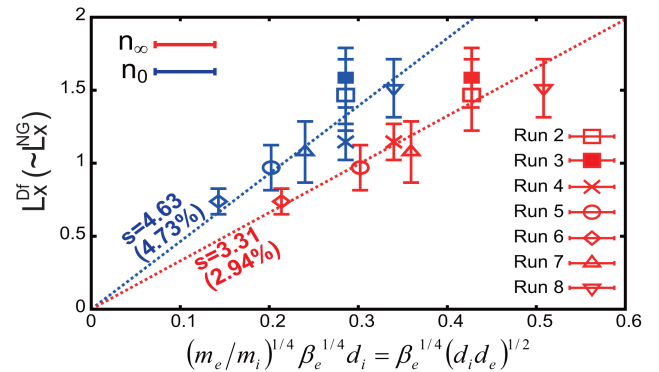 n∞
n0
2
1.5
1
0.5
0
L_x^Df (~L_x^NG)
s=4.63
(4.73%)
s=3.31
(2.94%)
Run 2
Run 3
Run 4
Run 5
Run 6
Run 7
Run 8
0 0.1 0.2 0.3 0.4 0.5 0.6
(m_e/m_i)^1/4 β_e^1/4 d_i = β_e^1/4 (d_i d_e)^1/2